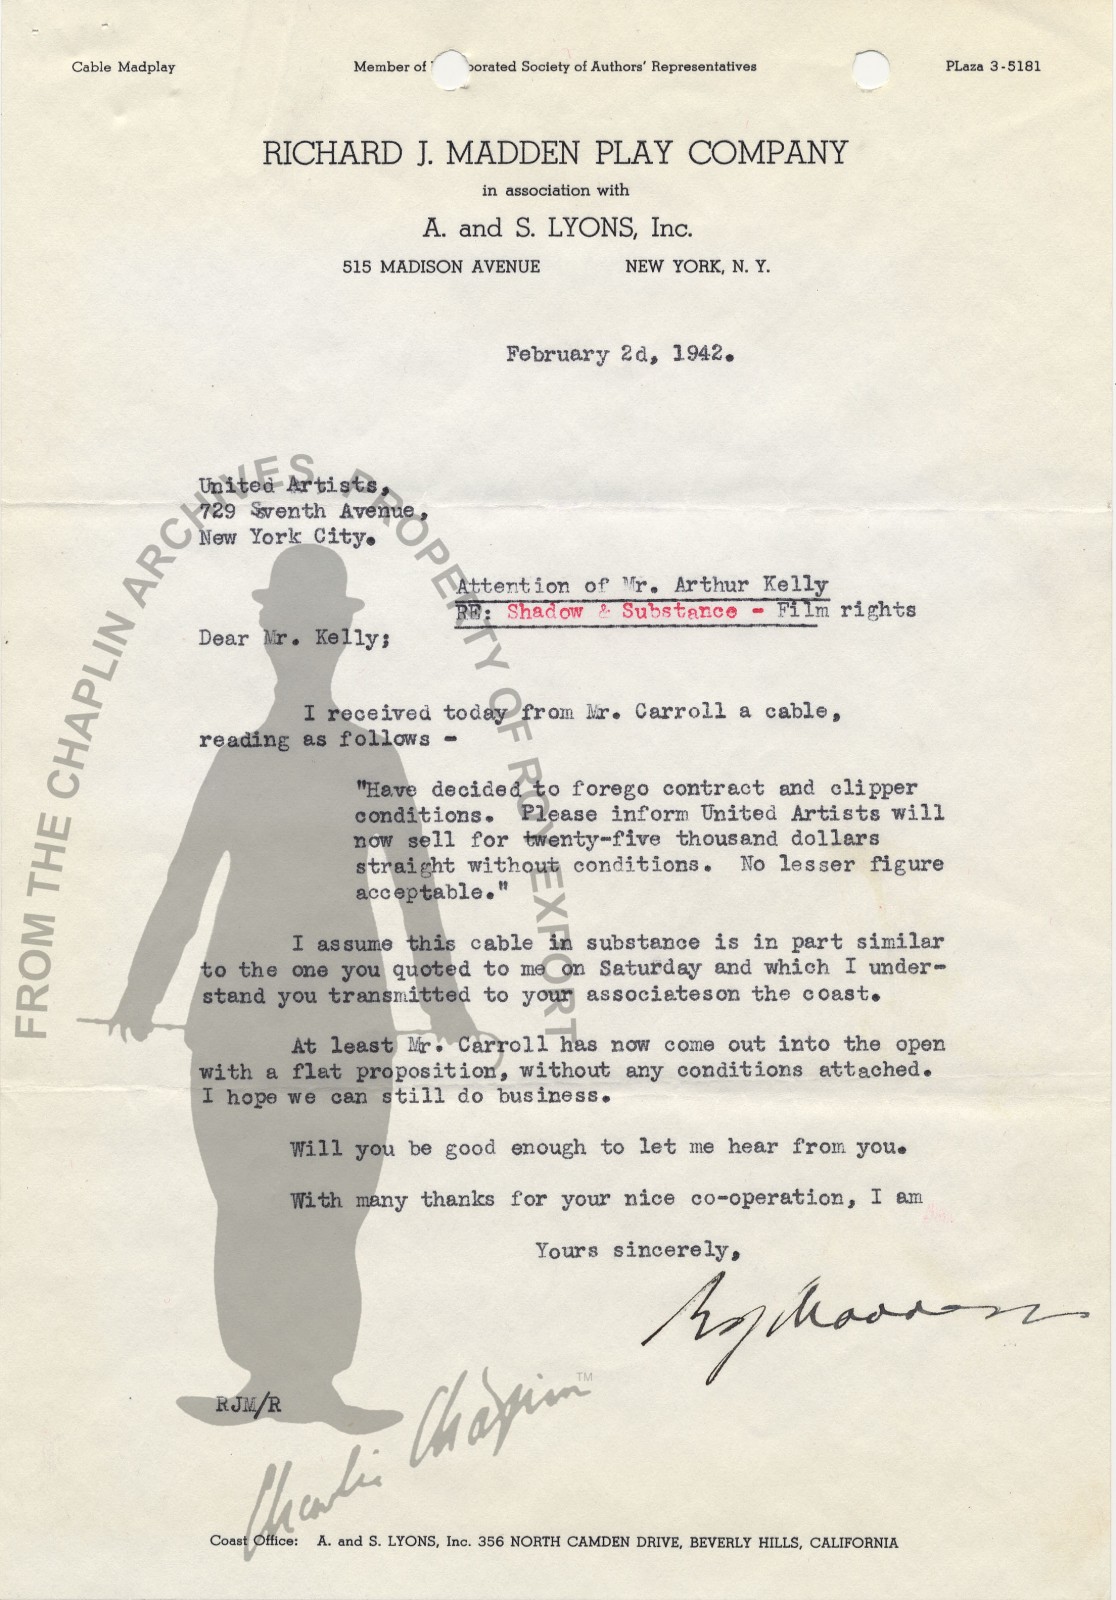 Cable Madplay
Member of orporated Society of Authors' Representatives
PLaza 3-5181
RICHARD J. MADDEN PLAY COMPANY
in association with
A. and S. LYONS, Inc.
515 MADISON AVENUE NEW YORK, N. Y.
February 2d, 1942.
United Artists,
729 Sventh Avenue,
New York City.
Attention of Mr. Arthur Kelly
RE: Shadow & Substance - Film rights
Dear Mr. Kelly;
I received today from Mr. Carroll a cable,
reading as follows -
"Have decided to forego contract and clipper
conditions. Please inform United Artists will
now sell for twenty-five thousand dollars
straight without conditions. No lesser figure
acceptable."
I assume this cable in substance is in part similar
to the one you quoted to me on Saturday and which I under-
stand you transmitted to your associateson the coast.
At least Mr. Carroll has now come out into the open
with a flat proposition, without any conditions attached.
I hope we can still do business.
Will you be good enough to let me hear from you.
With many thanks for your nice co-operation, I am
Yours sincerely,
RJM/R
Coast Office: A. and S. LYONS, Inc. 356 NORTH CAMDEN DRIVE, BEVERLY HILLS, CALIFORNIA
FROM THE CHAPLIN ARCHIVES, PROPERTY OF ROY EXPORT
Charlie Chaplin™